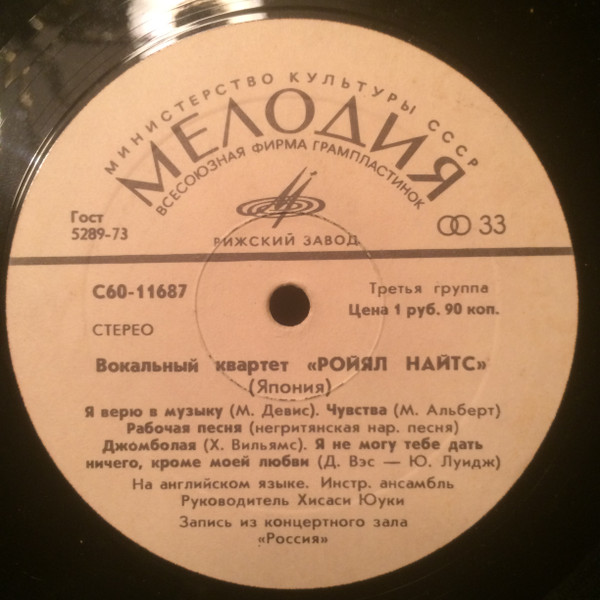 МИНИСТЕРСТВО КУЛЬТУРЫ СССР
МЕЛОДИЯ
ВСЕСОЮЗНАЯ ФИРМА ГРАМПЛАСТИНОК
Гост
5289-73
33
РИЖСКИЙ ЗАВОД
С60-11687
Третья группа
Цена 1 руб. 90 коп.
СТЕРЕО
Вокальный квартет «РОЙЯЛ НАЙТС»
(Япония)
Я верю в музыку (М. Девис). Чувства (М. Альберт)
Рабочая песня (негритянская нар. песня)
Джомболая (Х. Вильямс). Я не могу тебе дать
ничего, кроме моей любви (Д. Вэс — Ю. Луидж)
На английском языке. Инстр. ансамбль
Руководитель Хисаси Юуки
Запись из концертного зала
«Россия»